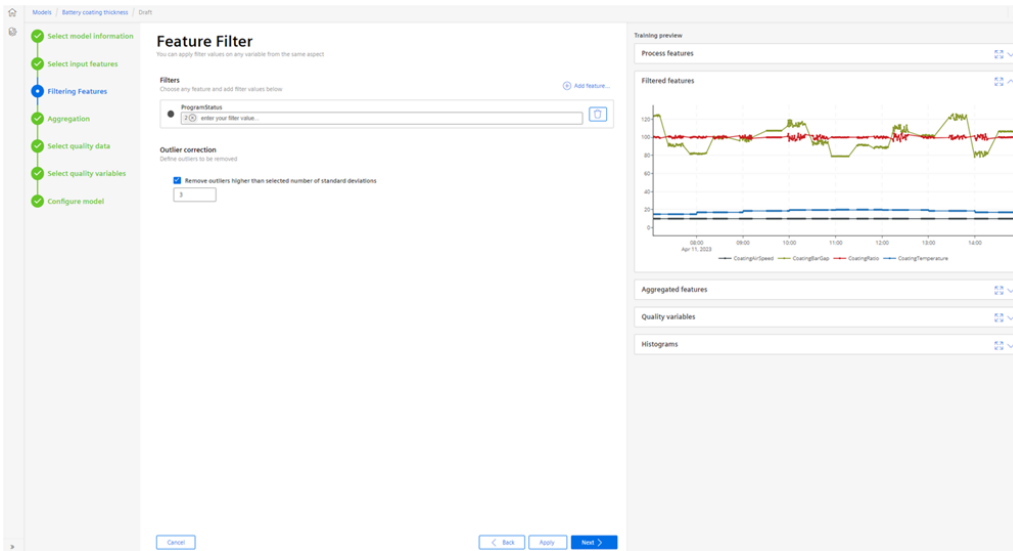 Models / Battery coating thickness / Draft
Select model information
Select input features
Filtering Features
Aggregation
Select quality data
Select quality variables
Configure model
Feature Filter
You can apply filter values on any variable from the same aspect
Filters
Choose any feature and add filter values below
Add feature...
ProgramStatus
enter your filter value...
Outlier correction
Define outliers to be removed
Remove outliers higher than selected number of standard deviations
3
Cancel
Back
Apply
Next
Training preview
Process features
Filtered features
120
100
80
60
40
20
0
08:00 09:00 10:00 11:00 12:00 13:00 14:00
Apr 11, 2023
CoatingAirSpeed CoatingBarGap CoatingRatio CoatingTemperature
Aggregated features
Quality variables
Histograms